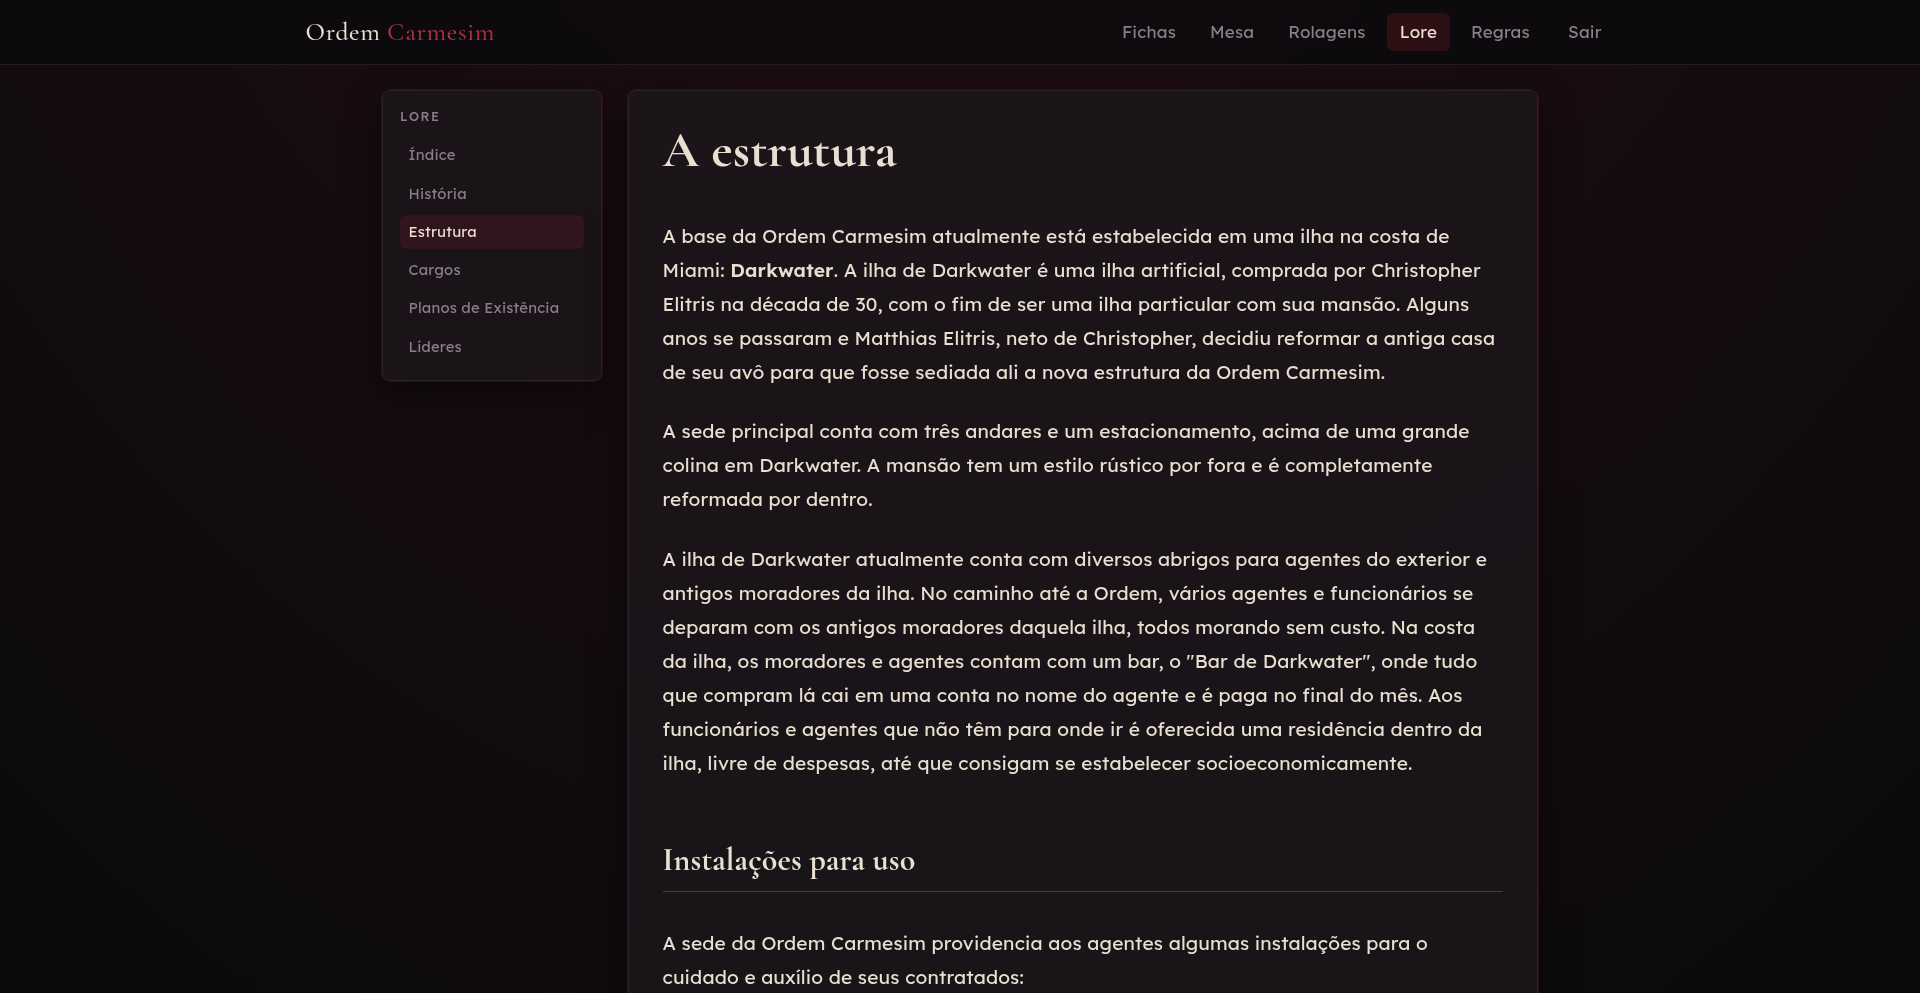 Ordem Carmesim
Fichas
Mesa
Rolagens
Lore
Regras
Sair
LORE
Índice
História
Estrutura
Cargos
Planos de Existência
Líderes
A estrutura
A base da Ordem Carmesim atualmente está estabelecida em uma ilha na costa de
Miami: Darkwater. A ilha de Darkwater é uma ilha artificial, comprada por Christopher
Elitris na década de 30, com o fim de ser uma ilha particular com sua mansão. Alguns
anos se passaram e Matthias Elitris, neto de Christopher, decidiu reformar a antiga casa
de seu avô para que fosse sediada ali a nova estrutura da Ordem Carmesim.
A sede principal conta com três andares e um estacionamento, acima de uma grande
colina em Darkwater. A mansão tem um estilo rústico por fora e é completamente
reformada por dentro.
A ilha de Darkwater atualmente conta com diversos abrigos para agentes do exterior e
antigos moradores da ilha. No caminho até a Ordem, vários agentes e funcionários se
deparam com os antigos moradores daquela ilha, todos morando sem custo. Na costa
da ilha, os moradores e agentes contam com um bar, o "Bar de Darkwater", onde tudo
que compram lá cai em uma conta no nome do agente e é paga no final do mês. Aos
funcionários e agentes que não têm para onde ir é oferecida uma residência dentro da
ilha, livre de despesas, até que consigam se estabelecer socioeconomicamente.
Instalações para uso
A sede da Ordem Carmesim providencia aos agentes algumas instalações para o
cuidado e auxílio de seus contratados: